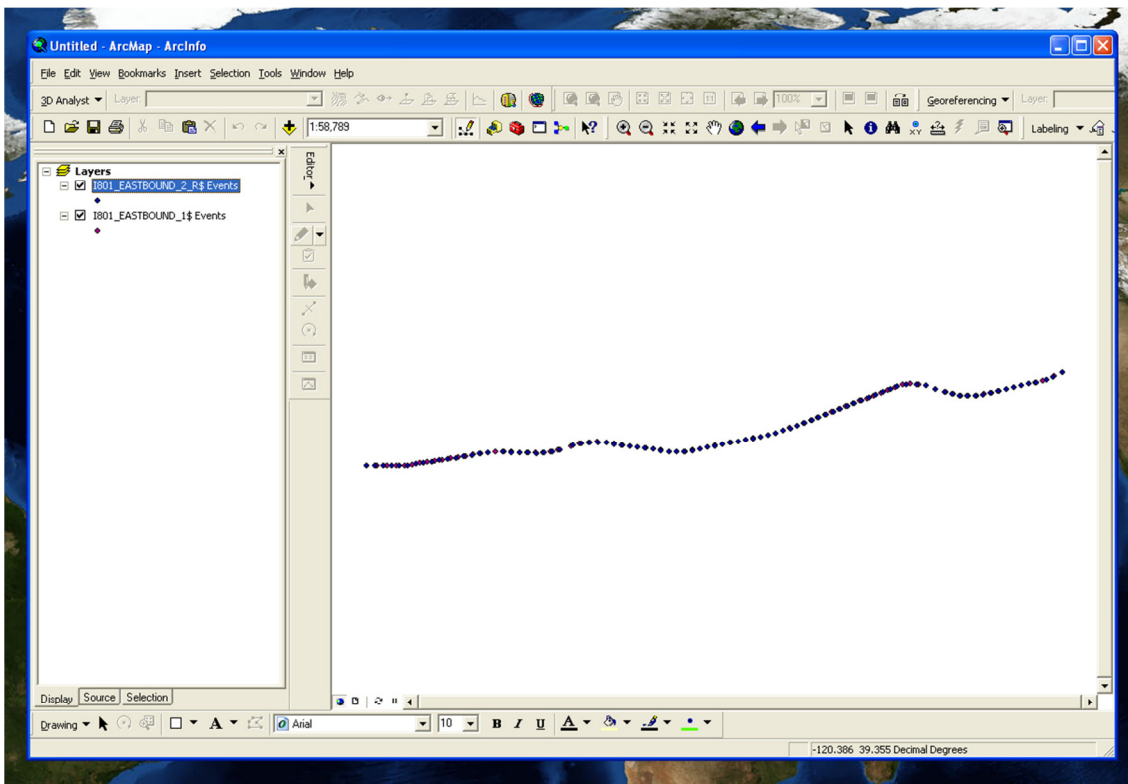 Untitled - ArcMap - ArcInfo
File Edit View Bookmarks Insert Selection Tools Window Help
3D Analyst Layer: 100% Georeferencing Layer:
1:58,789 Labeling
Layers
I801_EASTBOUND_2_R$ Events
I801_EASTBOUND_1$ Events
Editor
Display Source Selection
Drawing A Arial 10 B I U A
-120.386 39.355 Decimal Degrees